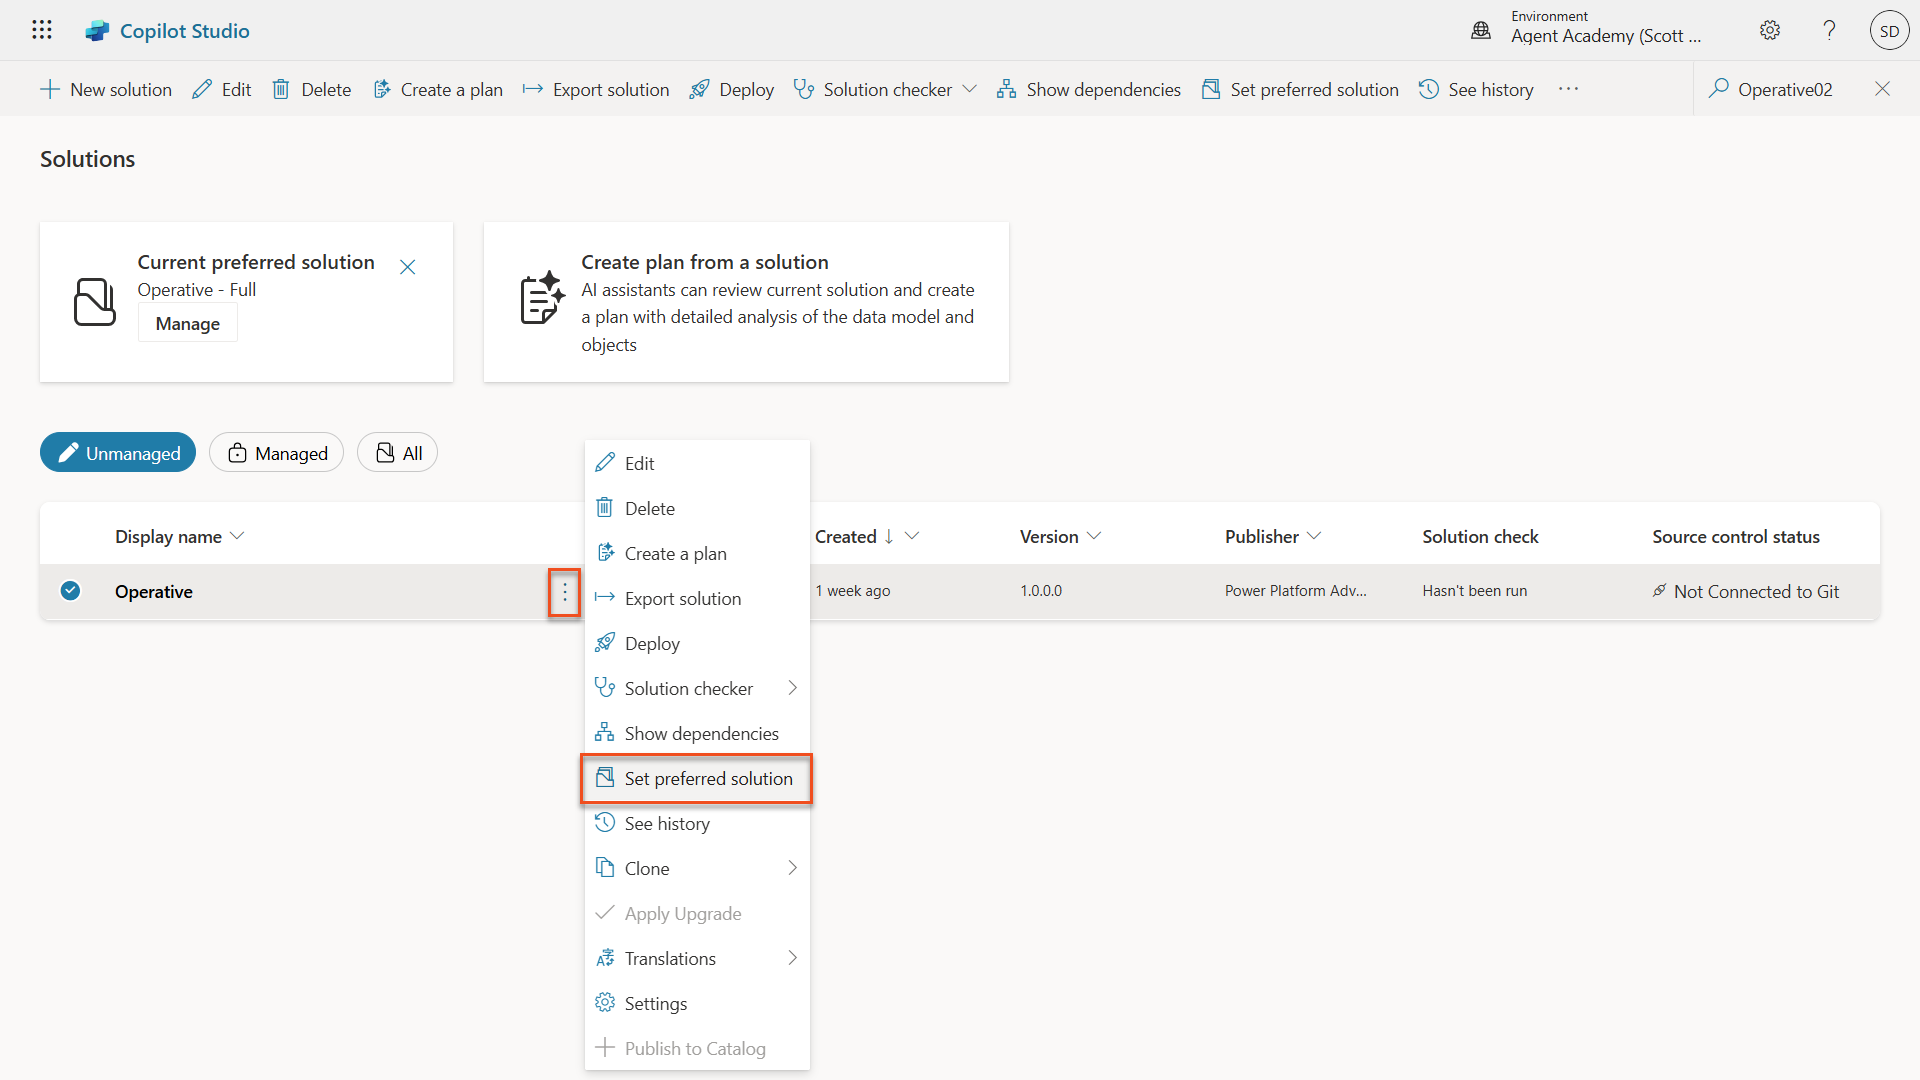 Copilot Studio
Environment
Agent Academy (Scott ...
SD
New solution
Edit
Delete
Create a plan
Export solution
Deploy
Solution checker
Show dependencies
Set preferred solution
See history
...
Operative02
Solutions
Current preferred solution
Operative - Full
Manage
Create plan from a solution
AI assistants can review current solution and create
a plan with detailed analysis of the data model and
objects
Unmanaged
Managed
All
Display name
Created
Version
Publisher
Solution check
Source control status
Operative
1 week ago
1.0.0.0
Power Platform Adv...
Hasn't been run
Not Connected to Git
Edit
Delete
Create a plan
Export solution
Deploy
Solution checker
Show dependencies
Set preferred solution
See history
Clone
Apply Upgrade
Translations
Settings
Publish to Catalog